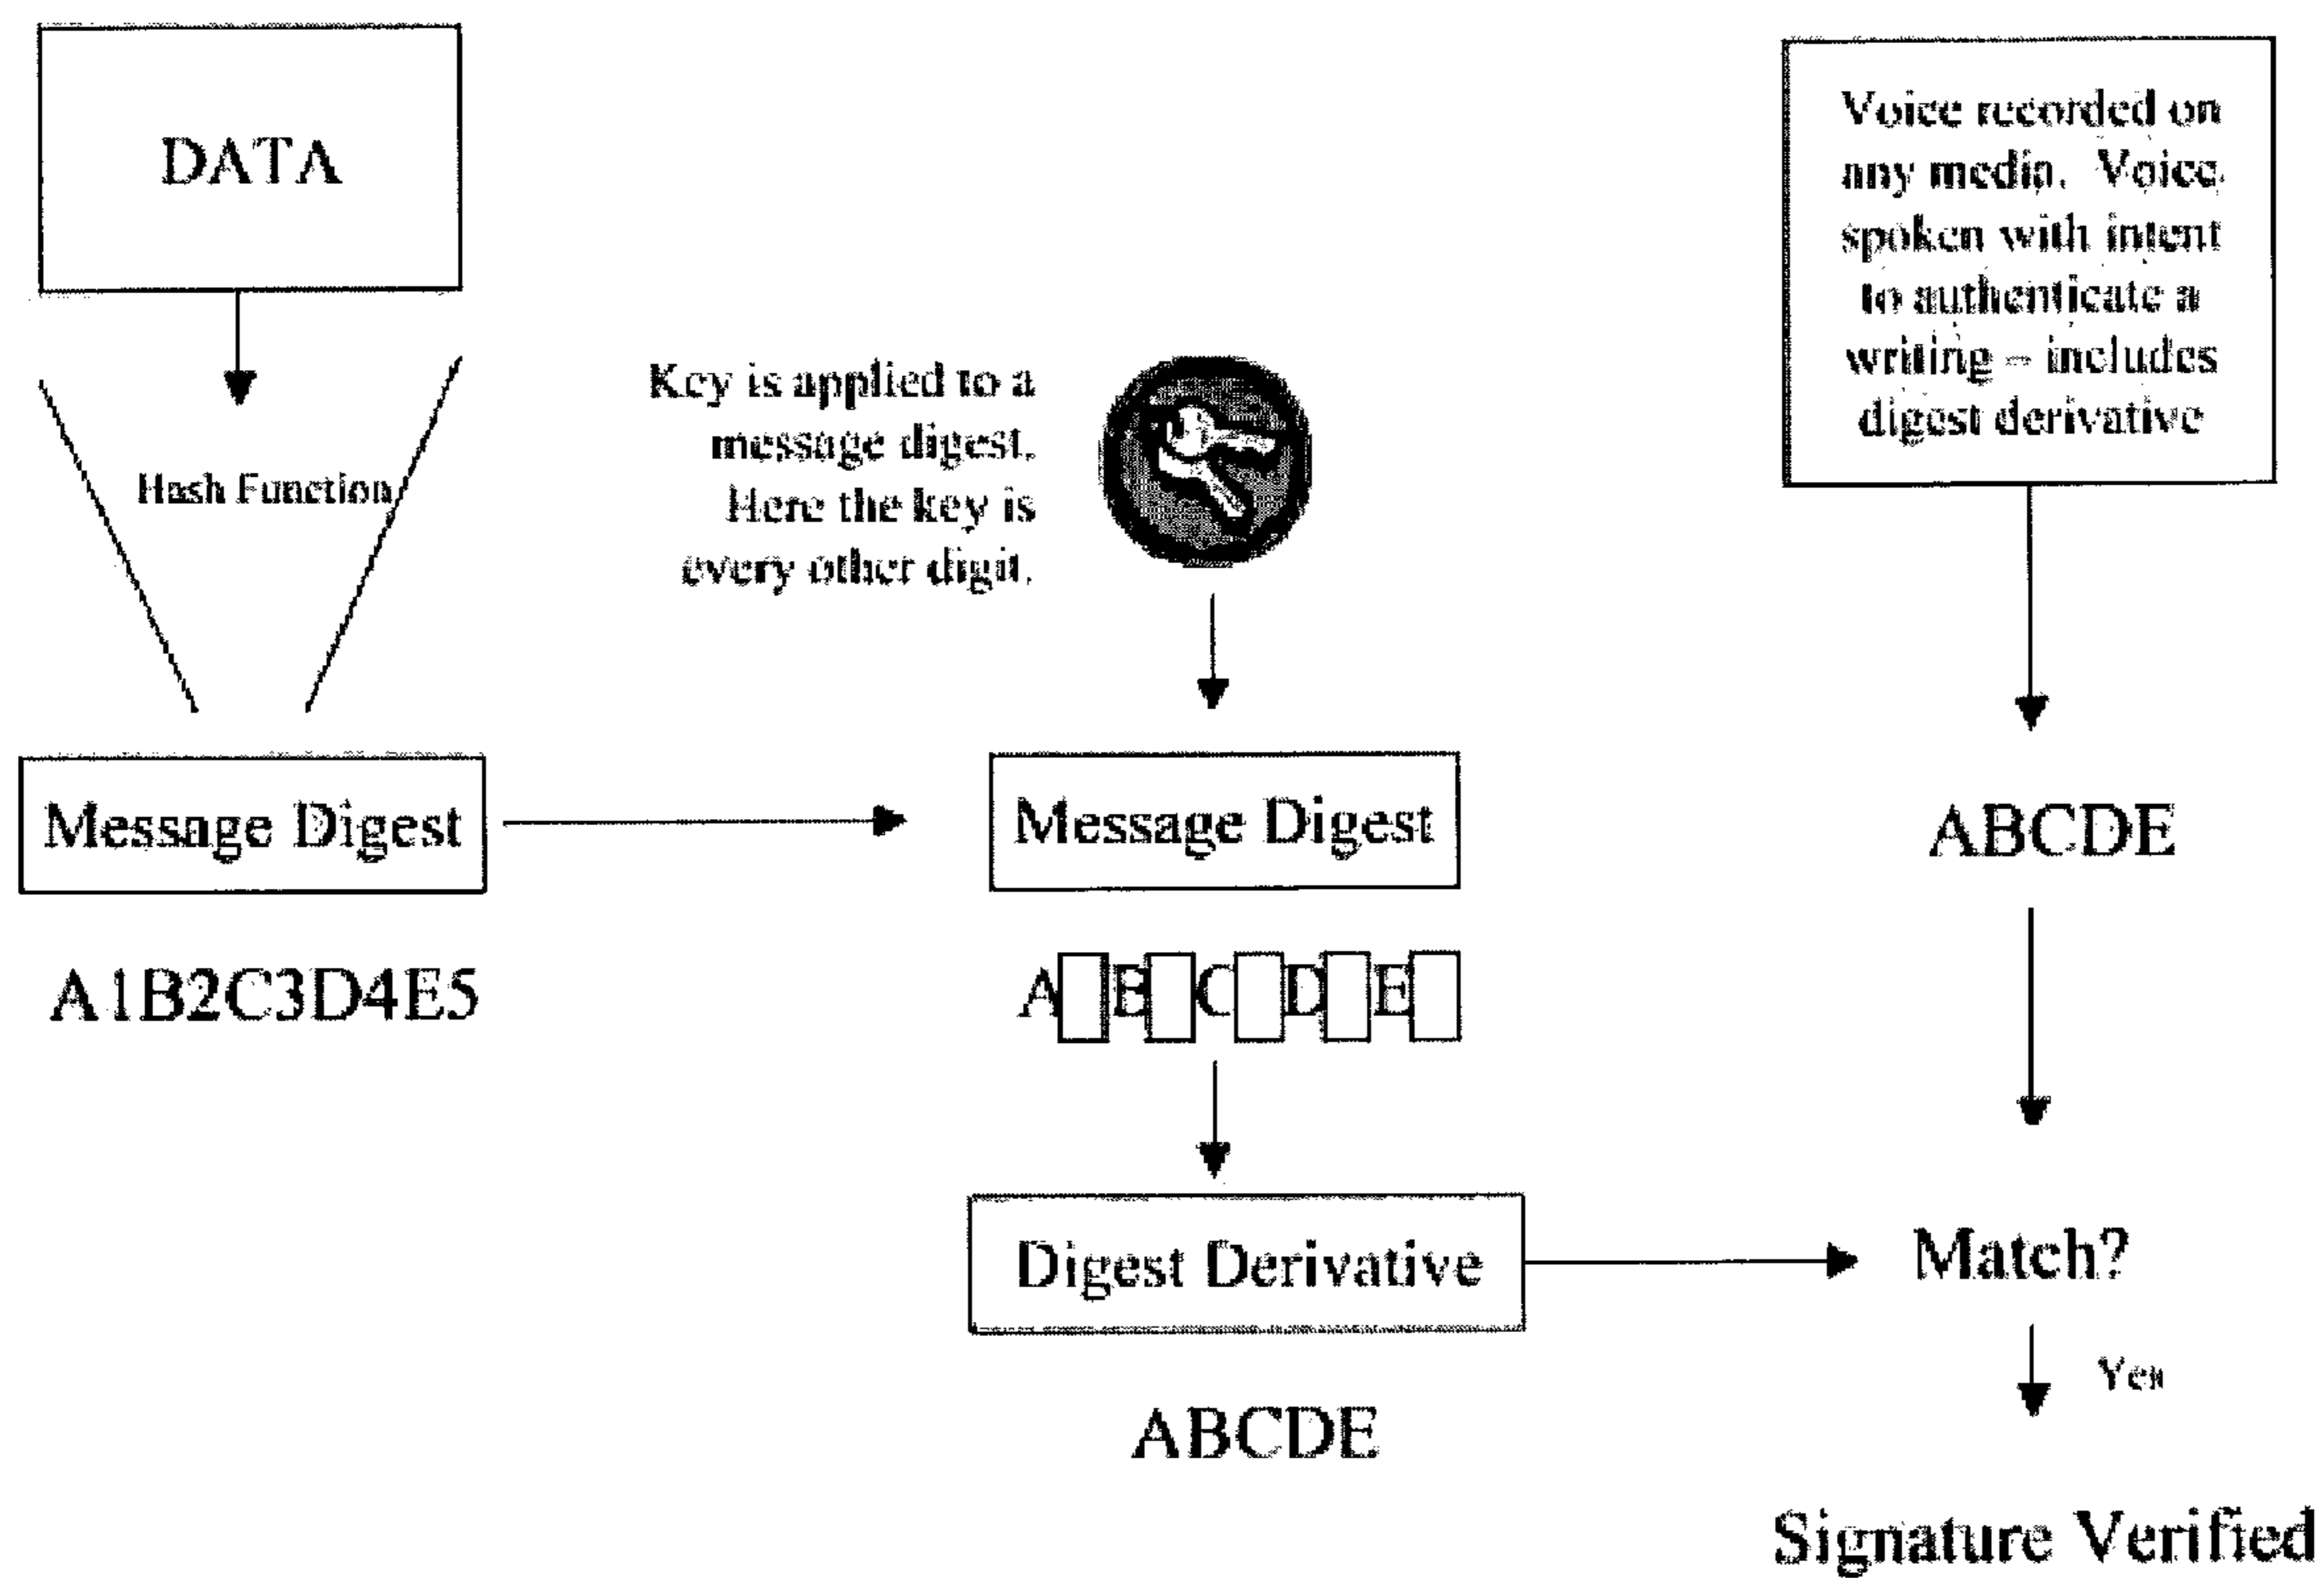 DATA
Hash Function
Message Digest
A1B2C3D4E5
Key is applied to a
message digest.
Here the key is
every other digit.
Message Digest
A B C D E
Digest Derivative
ABCDE
Voice recorded on
any media. Voice
spoken with intent
to authenticate a
writing – includes
digest derivative
ABCDE
Match?
Yes
Signature Verified